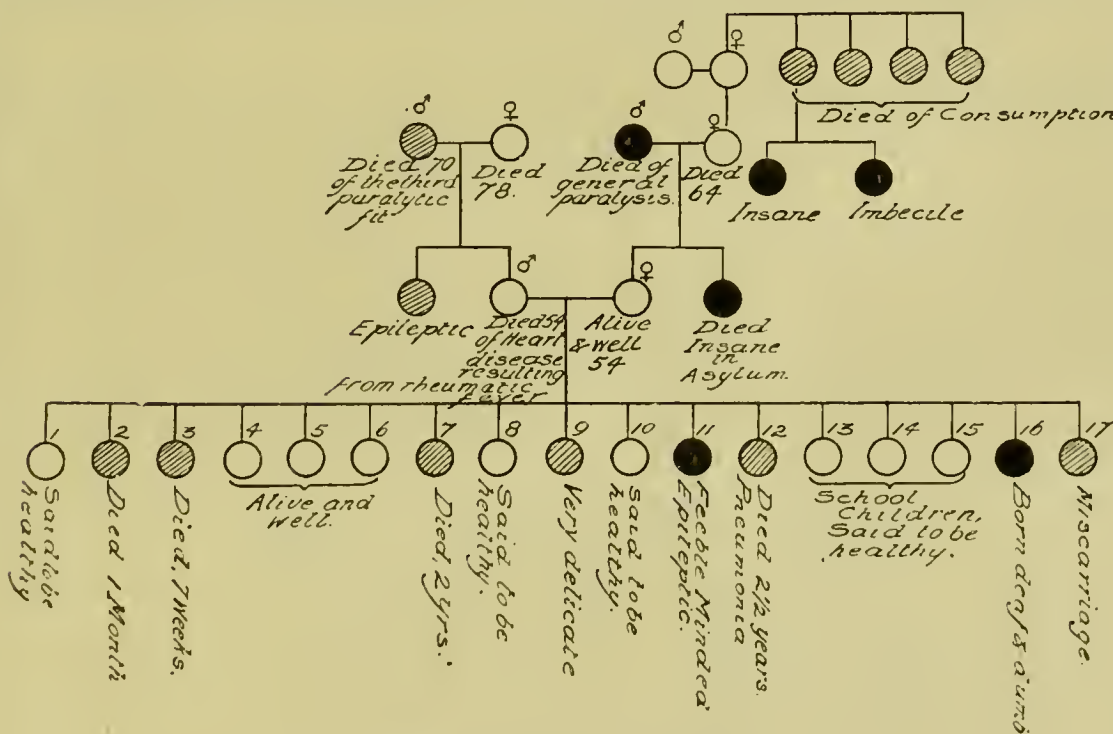 ♂
♀
Died of Consumption
♂
♀
♂
♀
Died 70
of the third
paralytic
fit
Died
78.
Died of
general
paralysis.
Died
64
Insane
Imbecile
♂
♀
Epileptic
Died 54
of Heart
disease
resulting
from rheumatic
fever
Alive
& well
54
Died
Insane
in
Asylum.
1
2
3
4
5
6
7
8
9
10
11
12
13
14
15
16
17
Said to be
healthy
Died 1 Month
Died, 7 Weeks.
Alive and
Well.
Died, 2 yrs.
Said to be
healthy.
Very delicate
Said to be
healthy.
Feeble Minded
Epileptic.
Died 2½ years.
Pneumonia
School
Children,
Said to be
healthy.
Born deaf & dumb
Miscarriage.